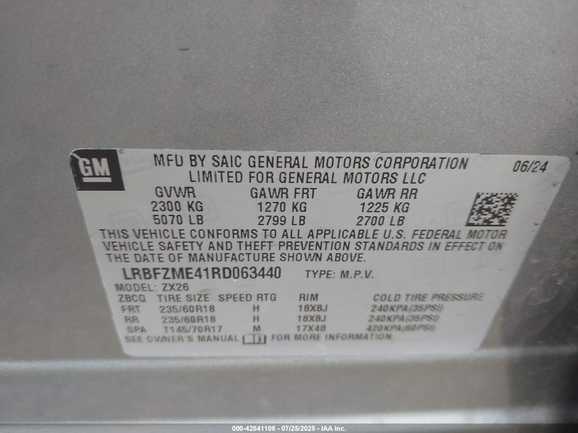 GM
MFD BY SAIC GENERAL MOTORS CORPORATION 06/24
LIMITED FOR GENERAL MOTORS LLC
GVWR GAWR FRT GAWR RR
2300 KG 1270 KG 1225 KG
5070 LB 2799 LB 2700 LB
THIS VEHICLE CONFORMS TO ALL APPLICABLE U.S. FEDERAL MOTOR
VEHICLE SAFETY AND THEFT PREVENTION STANDARDS IN EFFECT ON
THE DATE OF MANUFACTURE SHOWN ABOVE.
LRBFZME41RD063440 TYPE: M.P.V.
MODEL: ZX26
ZBCQ TIRE SIZE SPEED RTG RIM COLD TIRE PRESSURE
FRT 235/60R18 H 18X8J 240KPA(35PSI)
RR 235/60R18 H 18X8J 240KPA(35PSI)
SPA T145/70R17 M 17X4B 420KPA(60PSI)
SEE OWNER'S MANUAL FOR MORE INFORMATION
000-42541108 - 07/25/2025 - IAA Inc.